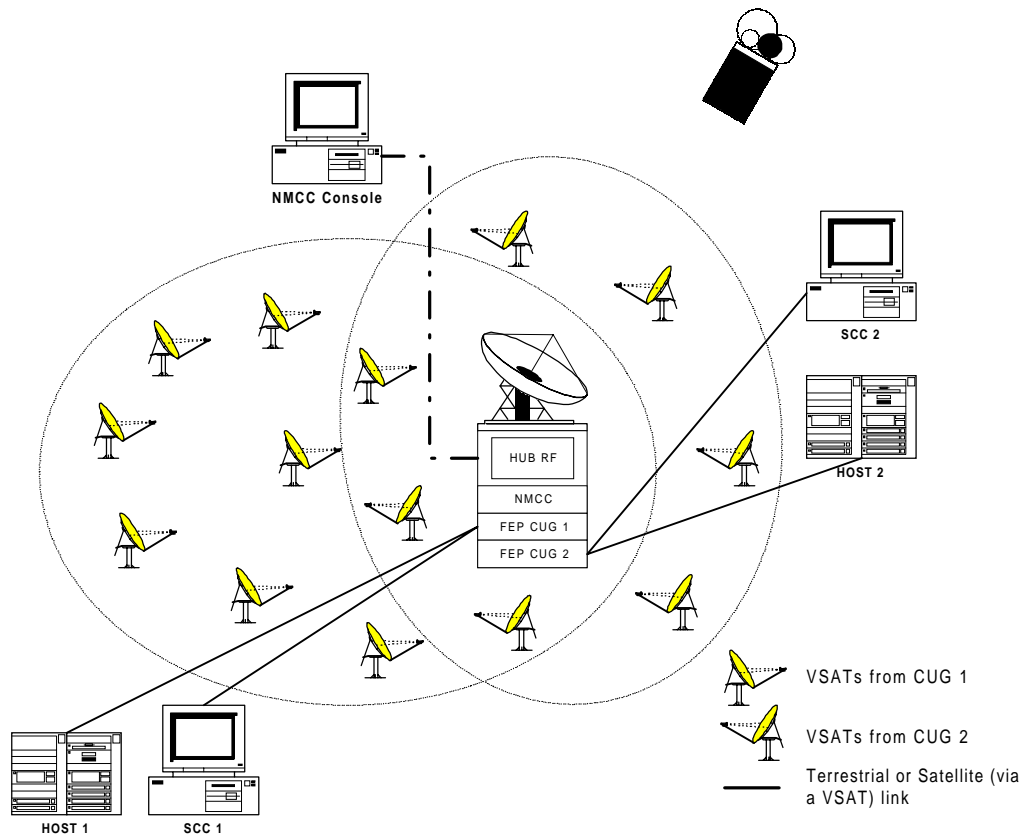 NMCC Console
SCC 2
HOST 2
HUB RF
NMCC
FEP CUG 1
FEP CUG 2
VSATs from CUG 1
VSATs from CUG 2
Terrestrial or Satellite (via
a VSAT) link
HOST 1
SCC 1